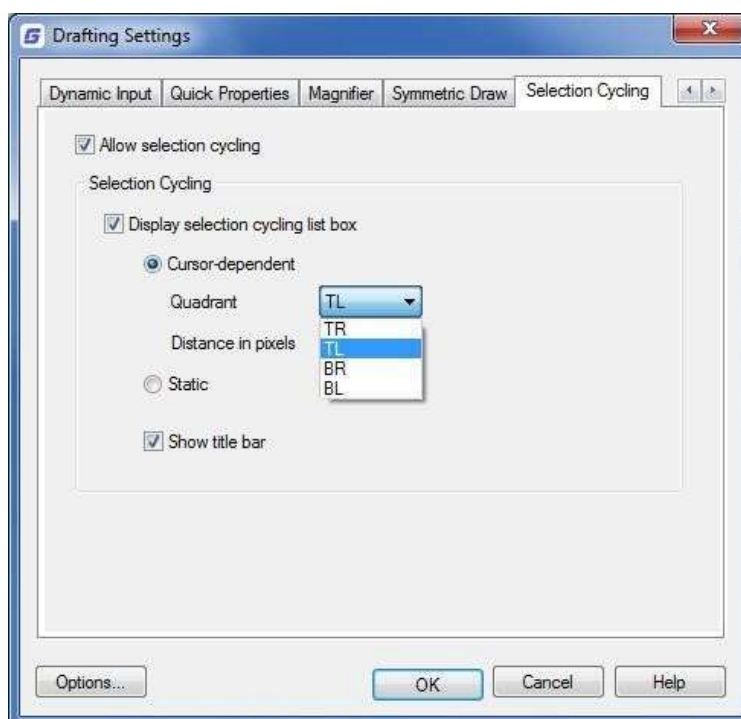 Drafting Settings
Dynamic Input Quick Properties Magnifier Symmetric Draw Selection Cycling
Allow selection cycling
Selection Cycling
Display selection cycling list box
Cursor-dependent
Quadrant TL
TR
Distance in pixels TL
BR
Static BL
Show title bar
Options... OK Cancel Help